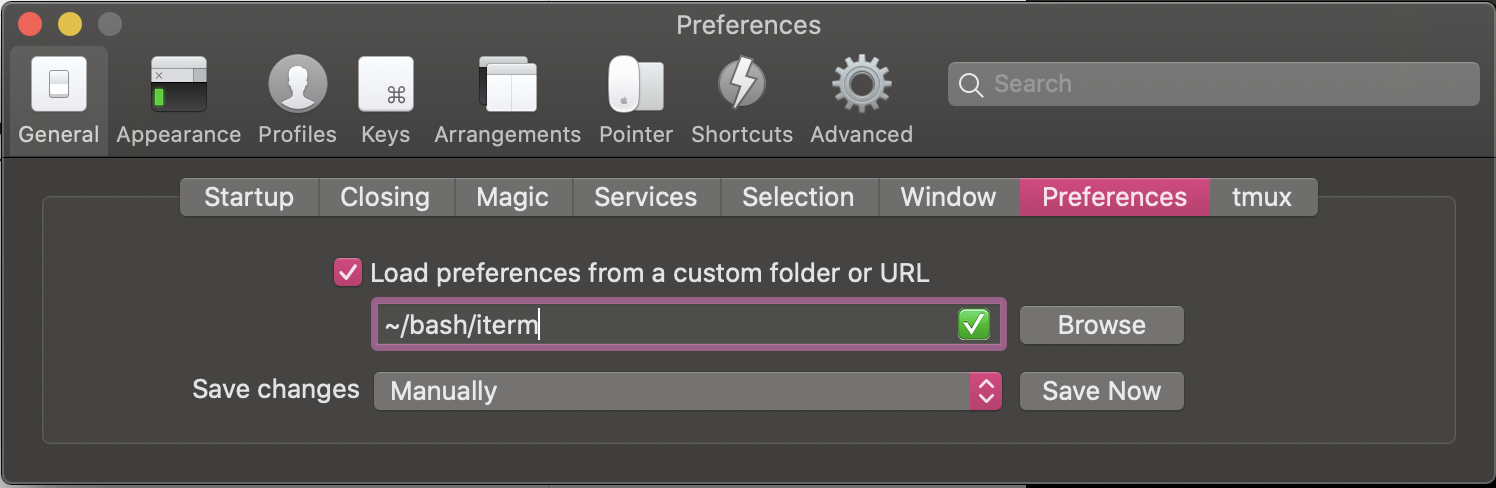 Preferences
General Appearance Profiles Keys Arrangements Pointer Shortcuts Advanced Search
Startup Closing Magic Services Selection Window Preferences tmux
Load preferences from a custom folder or URL
~/bash/iterm Browse
Save changes Manually Save Now